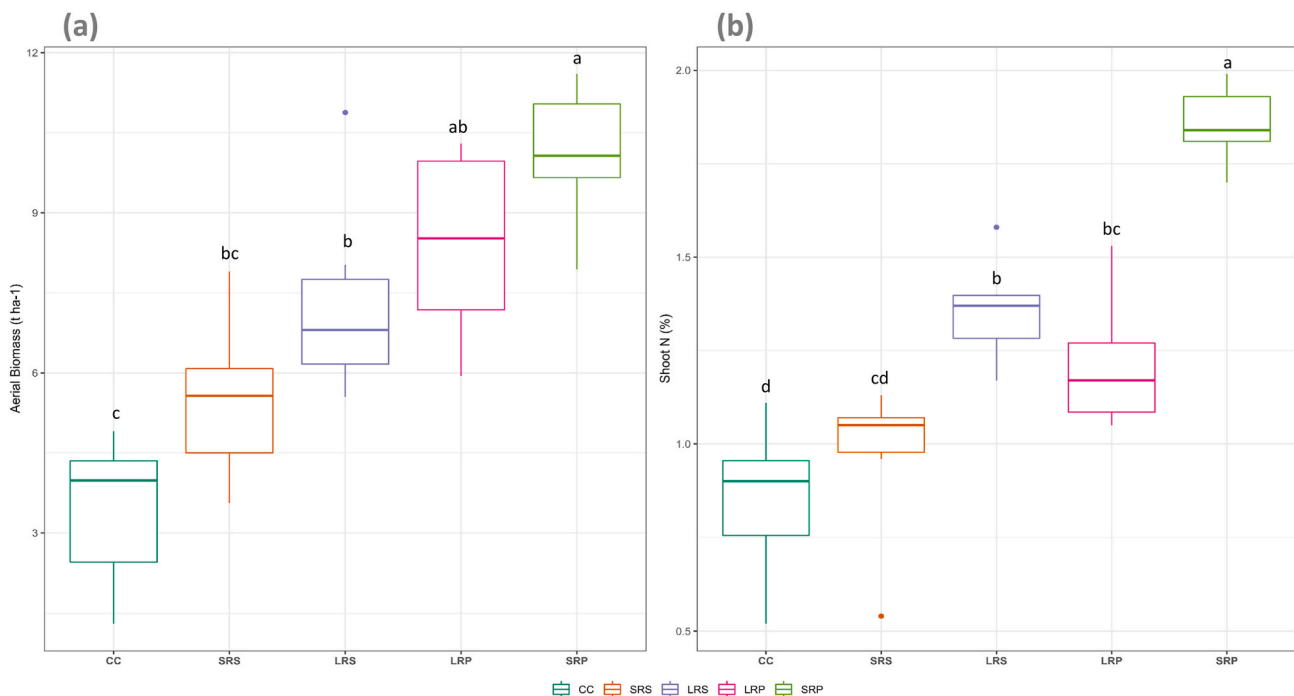 (a)
Aerial Biomass (t ha-1)
12
9
6
3
c
bc
b
ab
a
CC SRS LRS LRP SRP
(b)
Shoot N (%)
2.0
1.5
1.0
0.5
d
cd
b
bc
a
CC SRS LRS LRP SRP
CC SRS LRS LRP SRP